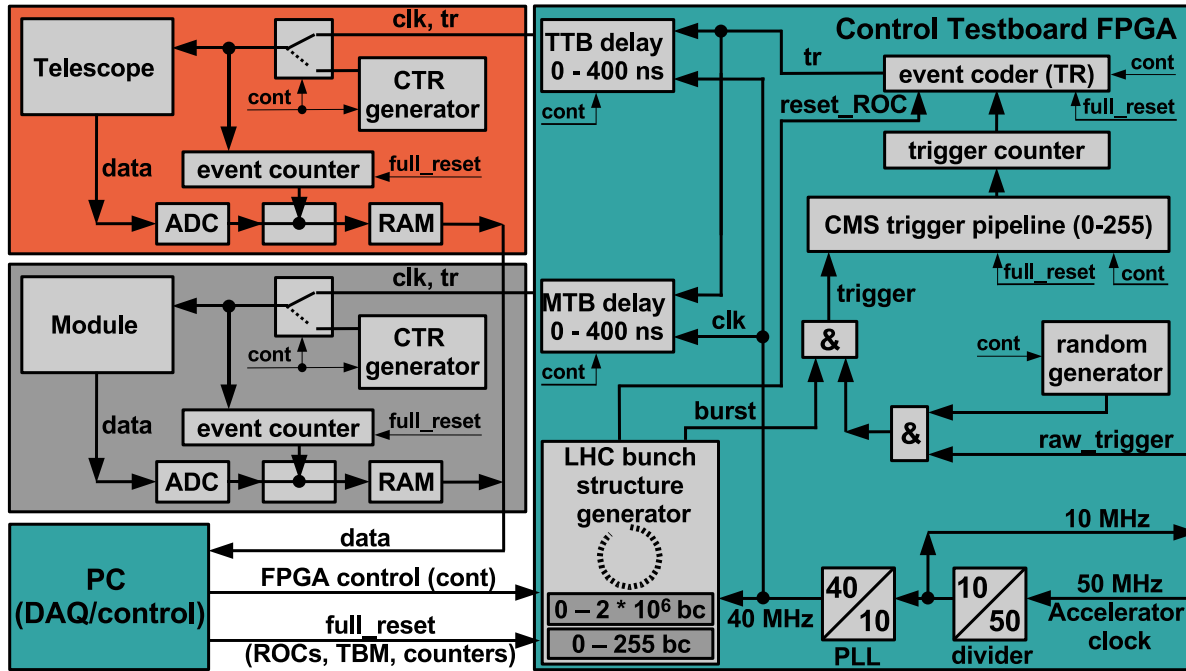 clk, tr
Telescope
CTR
generator
cont
data
event counter
full_reset
ADC
RAM
clk, tr
Module
CTR
generator
cont
data
event counter
full_reset
ADC
RAM
PC
(DAQ/control)
data
FPGA control (cont)
full_reset
(ROCs, TBM, counters)
Control Testboard FPGA
TTB delay
0 - 400 ns
cont
tr
event coder (TR)
cont
reset_ROC
full_reset
trigger counter
CMS trigger pipeline (0-255)
full_reset
cont
trigger
MTB delay
0 - 400 ns
clk
cont
&
cont
random
generator
burst
&
raw_trigger
LHC bunch
structure
generator
0 – 2 * 10⁶ bc
0 – 255 bc
10 MHz
40 MHz
40
10
PLL
10
50
divider
50 MHz
Accelerator
clock